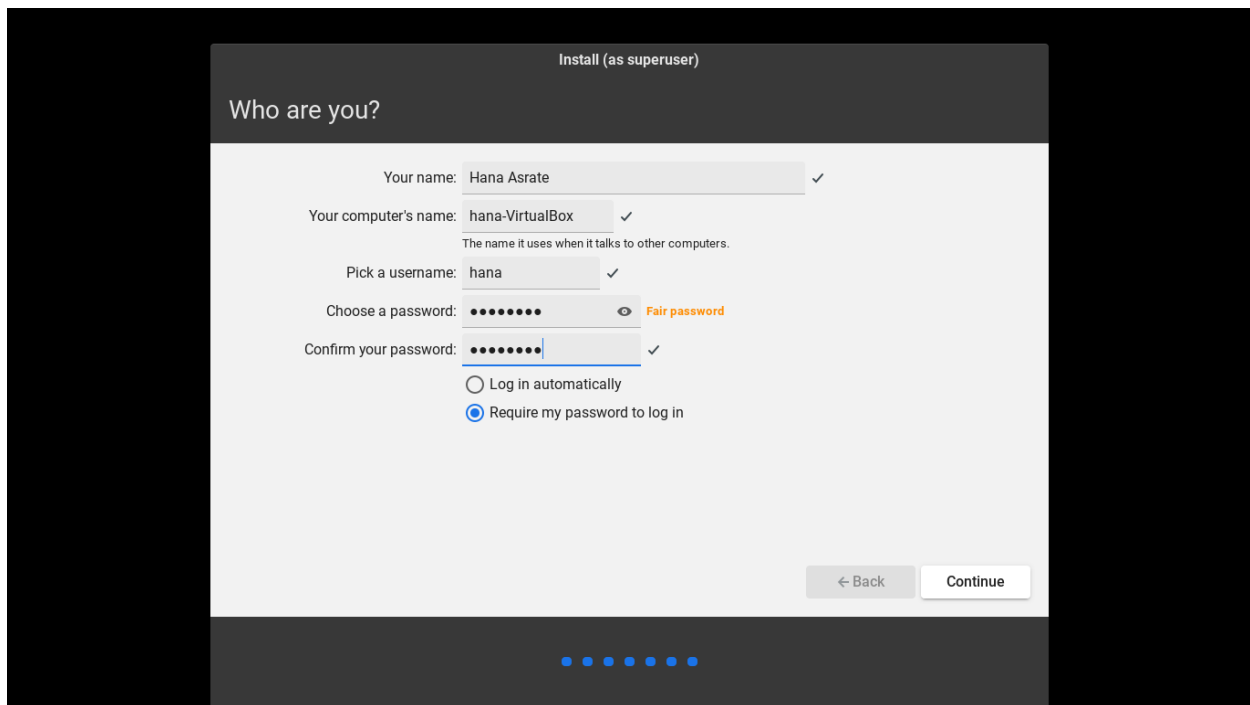 Install (as superuser)
Who are you?
Your name: Hana Asrate
Your computer's name: hana-VirtualBox
The name it uses when it talks to other computers.
Pick a username: hana
Choose a password: ●●●●●●●● Fair password
Confirm your password: ●●●●●●●●
Log in automatically
Require my password to log in
Back Continue